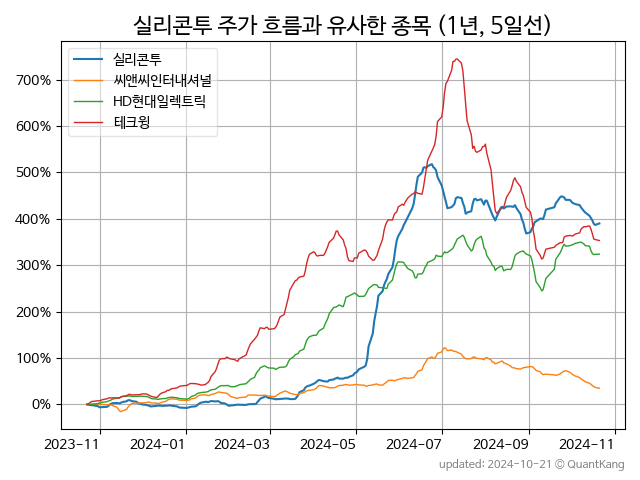 실리콘투 주가 흐름과 유사한 종목 (1년, 5일선)
실리콘투
씨앤씨인터내셔널
HD현대일렉트릭
테크윙
700%
600%
500%
400%
300%
200%
100%
0%
2023-11 2024-01 2024-03 2024-05 2024-07 2024-09 2024-11
updated: 2024-10-21 © QuantKang